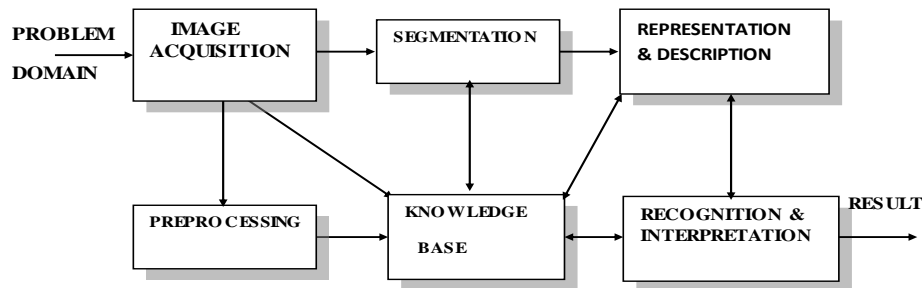 PROBLEM
DOMAIN
IMAGE
ACQUISITION
SEGMENTATION
REPRESENTATION
& DESCRIPTION
PREPROCESSING
KNOWLEDGE
BASE
RECOGNITION &
INTERPRETATION
RESULT